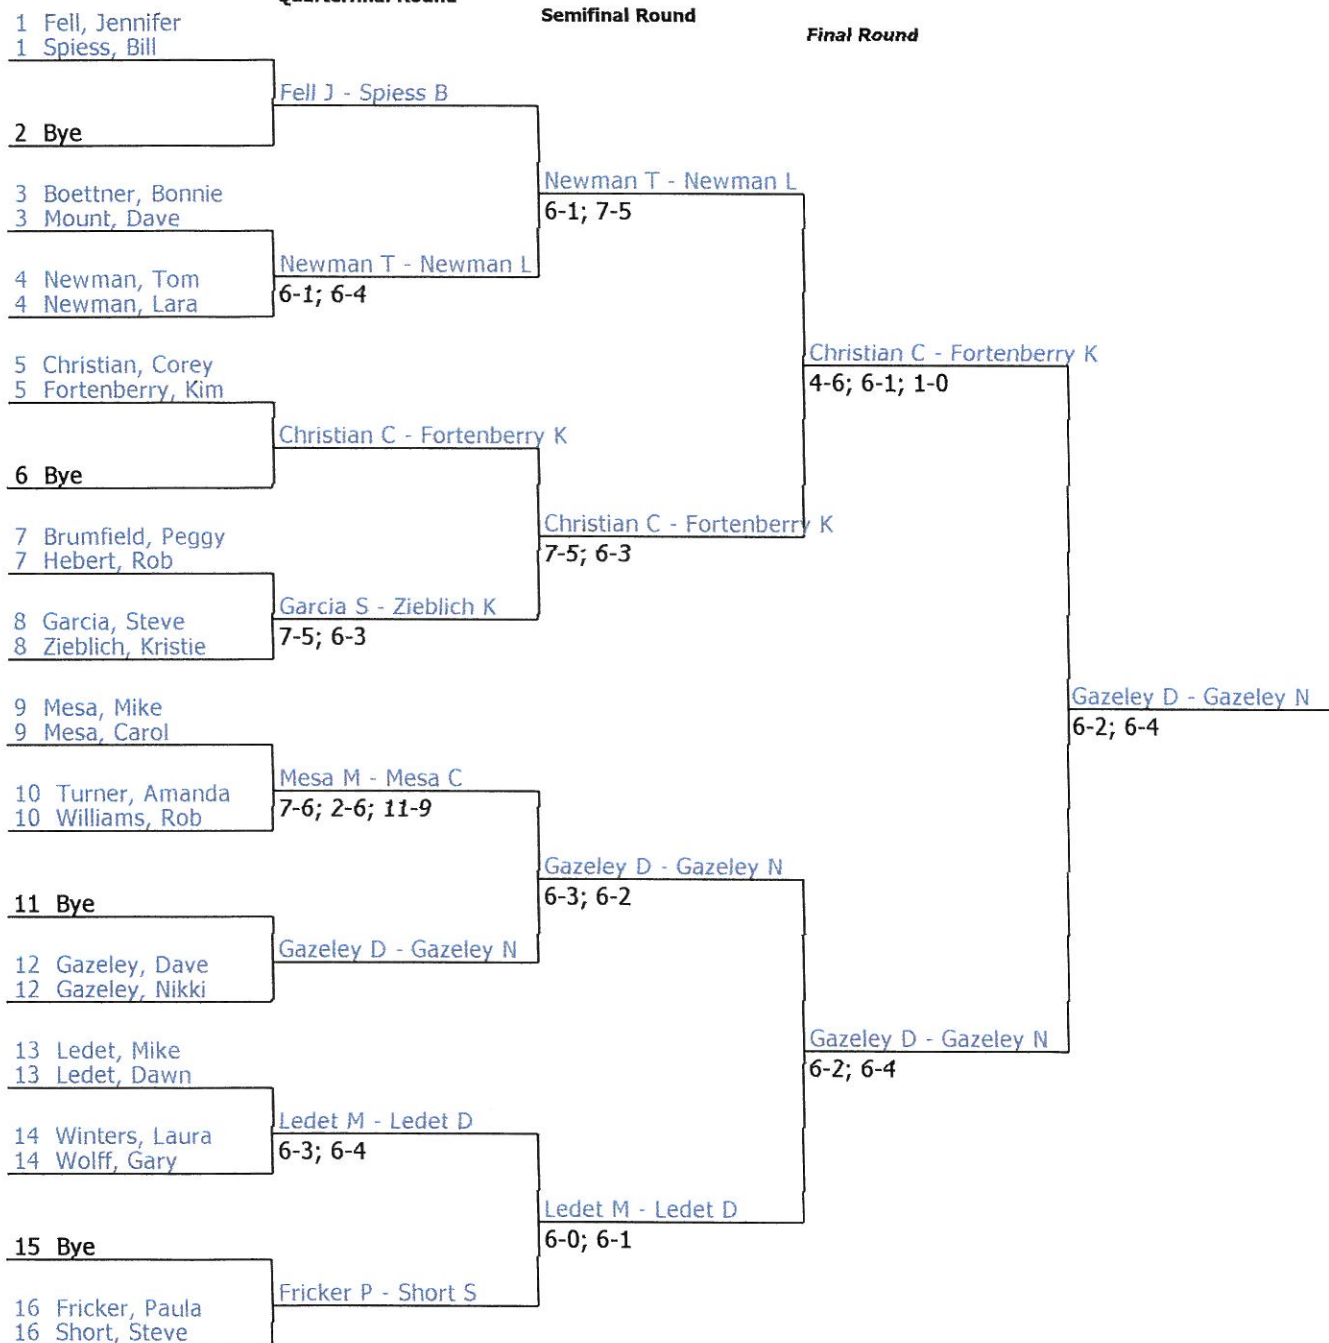 Quarterfinal Round
Semifinal Round
Final Round
1 Fell, Jennifer
1 Spiess, Bill
2 Bye
3 Boettner, Bonnie
3 Mount, Dave
4 Newman, Tom
4 Newman, Lara
5 Christian, Corey
5 Fortenberry, Kim
6 Bye
7 Brumfield, Peggy
7 Hebert, Rob
8 Garcia, Steve
8 Zieblich, Kristie
9 Mesa, Mike
9 Mesa, Carol
10 Turner, Amanda
10 Williams, Rob
11 Bye
12 Gazeley, Dave
12 Gazeley, Nikki
13 Ledet, Mike
13 Ledet, Dawn
14 Winters, Laura
14 Wolff, Gary
15 Bye
16 Fricker, Paula
16 Short, Steve
Fell J - Spiess B
Newman T - Newman L
6-1; 6-4
Christian C - Fortenberry K
Garcia S - Zieblich K
7-5; 6-3
Mesa M - Mesa C
7-6; 2-6; 11-9
Gazeley D - Gazeley N
Ledet M - Ledet D
6-3; 6-4
Fricker P - Short S
Newman T - Newman L
6-1; 7-5
Christian C - Fortenberry K
7-5; 6-3
Gazeley D - Gazeley N
6-3; 6-2
Ledet M - Ledet D
6-0; 6-1
Christian C - Fortenberry K
4-6; 6-1; 1-0
Gazeley D - Gazeley N
6-2; 6-4
Gazeley D - Gazeley N
6-2; 6-4